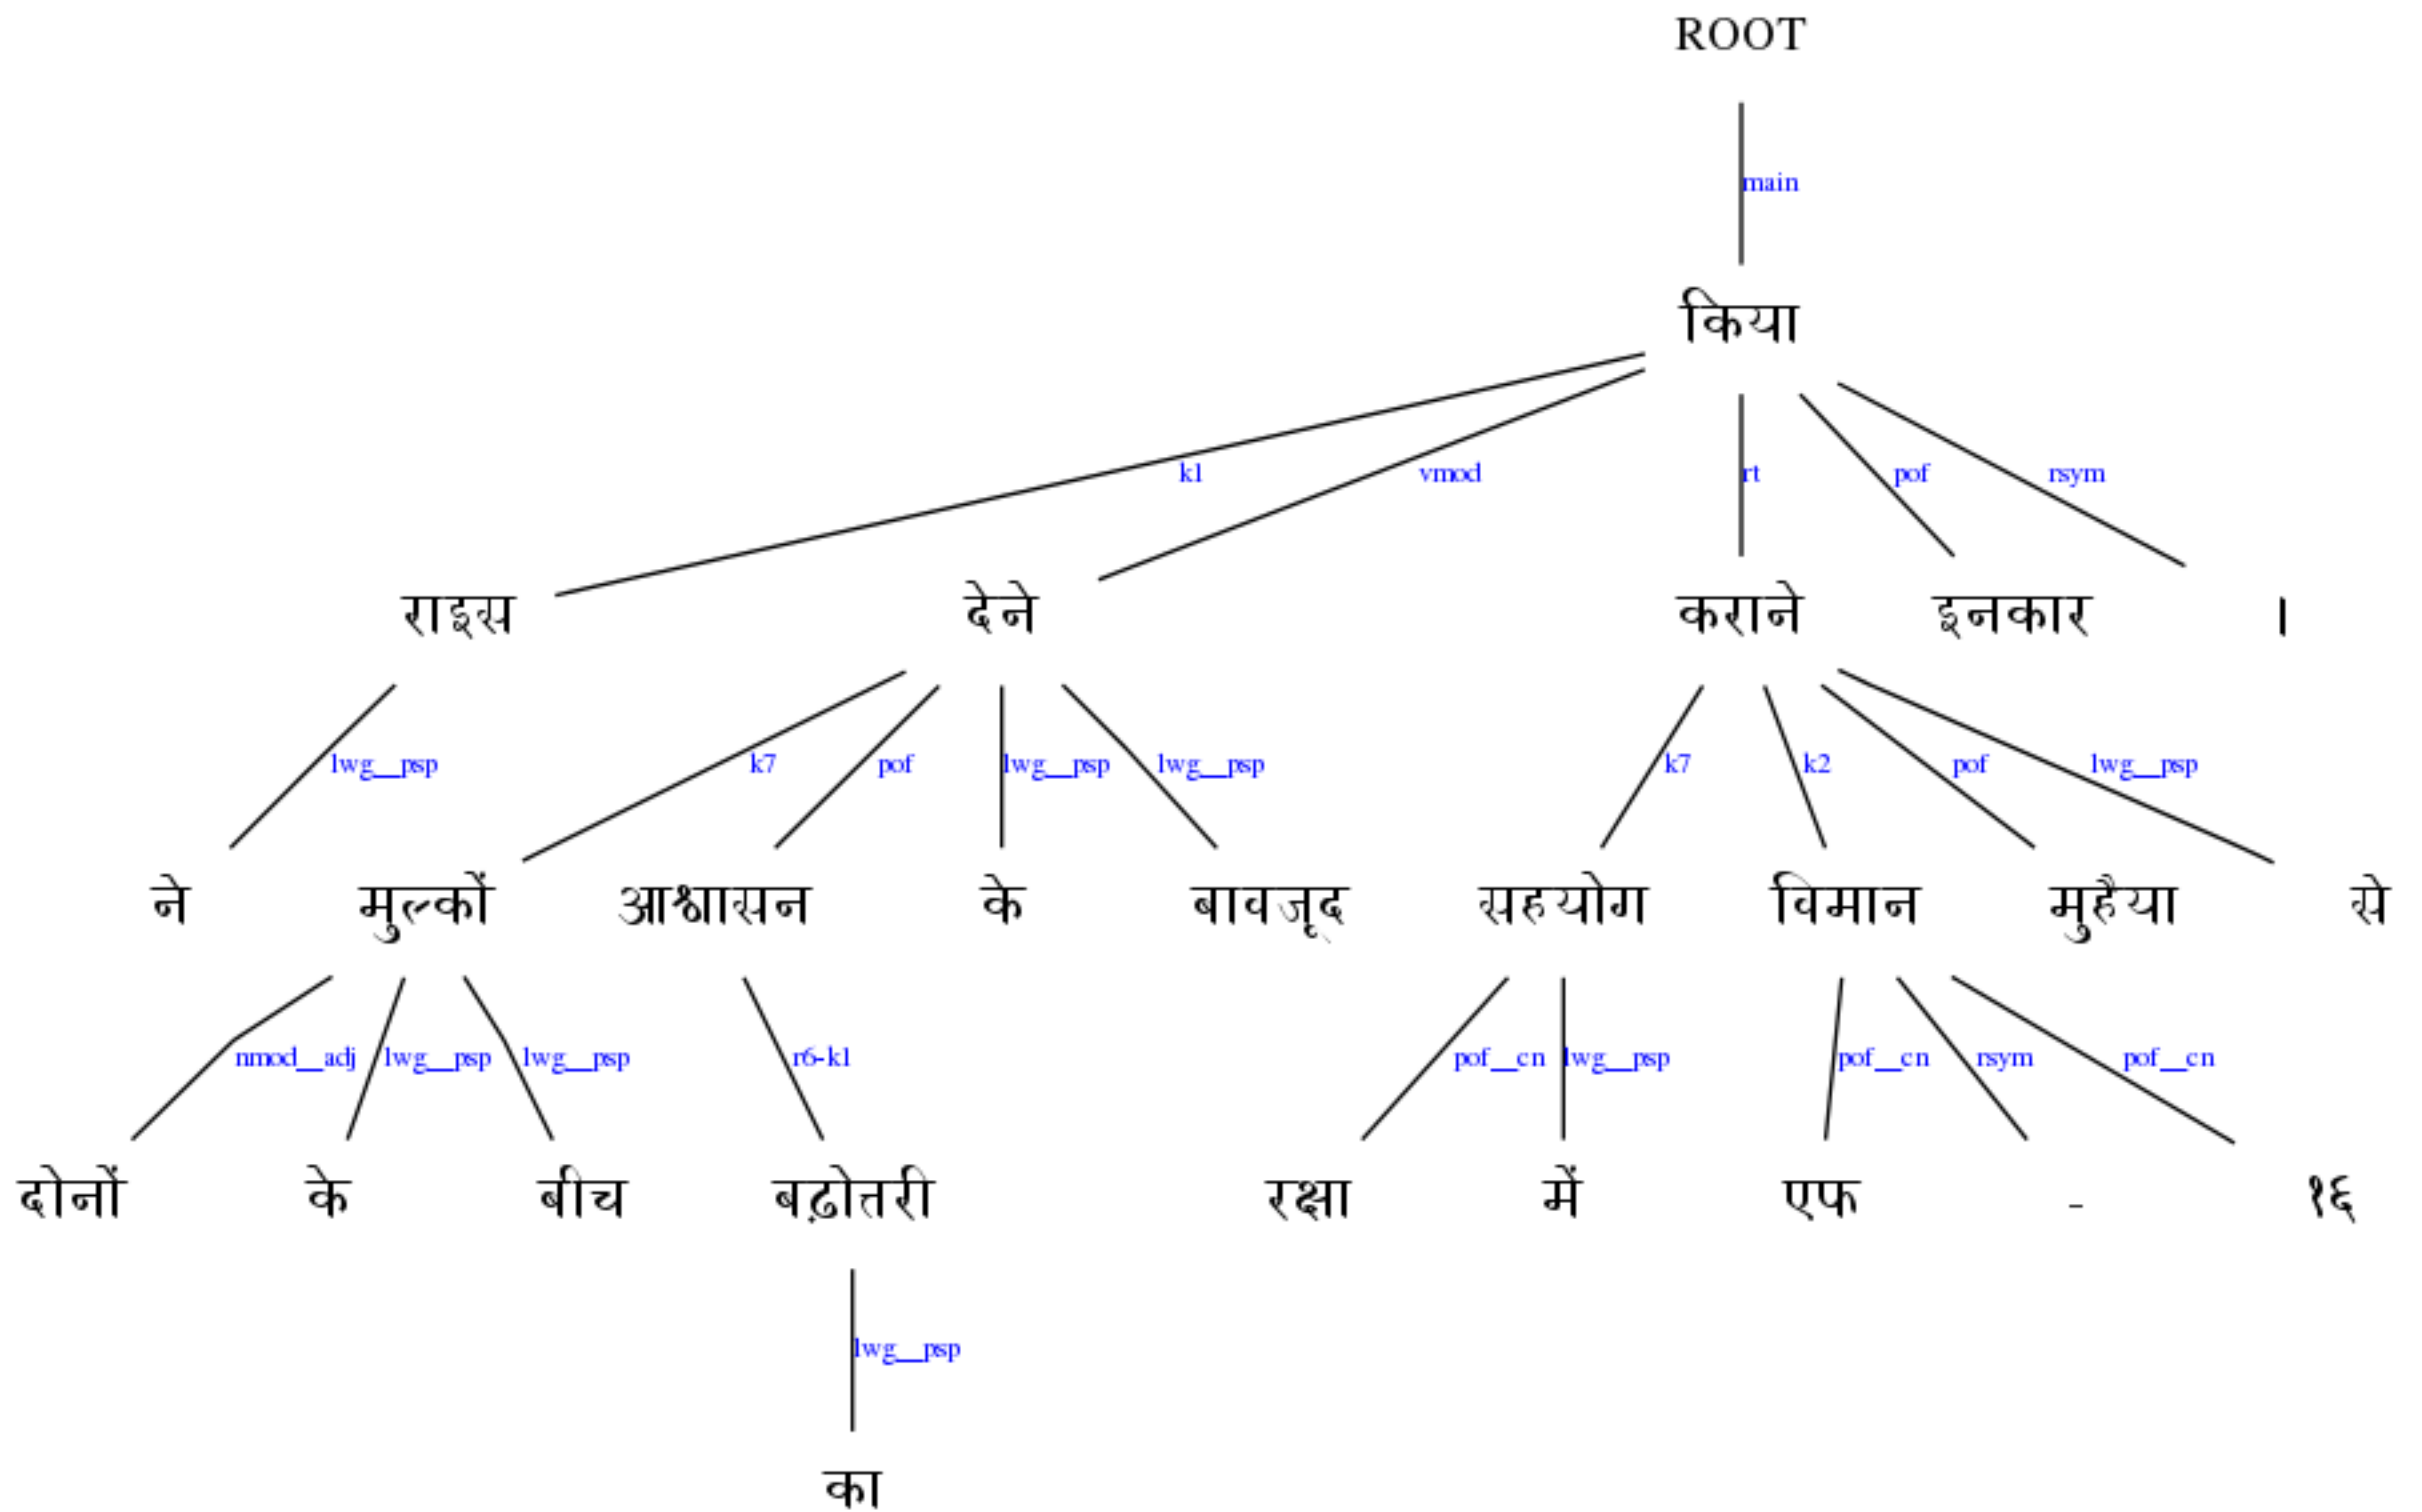 ROOT
main
किया
k1 vmod rt pof rsym
राइस देने कराने इनकार ।
lwg__psp k7 pof lwg__psp lwg__psp k7 k2 pof lwg__psp
ने मुल्कों आश्वासन के बावजूद सहयोग विमान मुहैया से
nmod__adj lwg__psp lwg__psp r6-k1 pof__cn lwg__psp pof__cn rsym pof__cn
दोनों के बीच बढ़ोत्तरी रक्षा में एफ - १६
lwg__psp
का